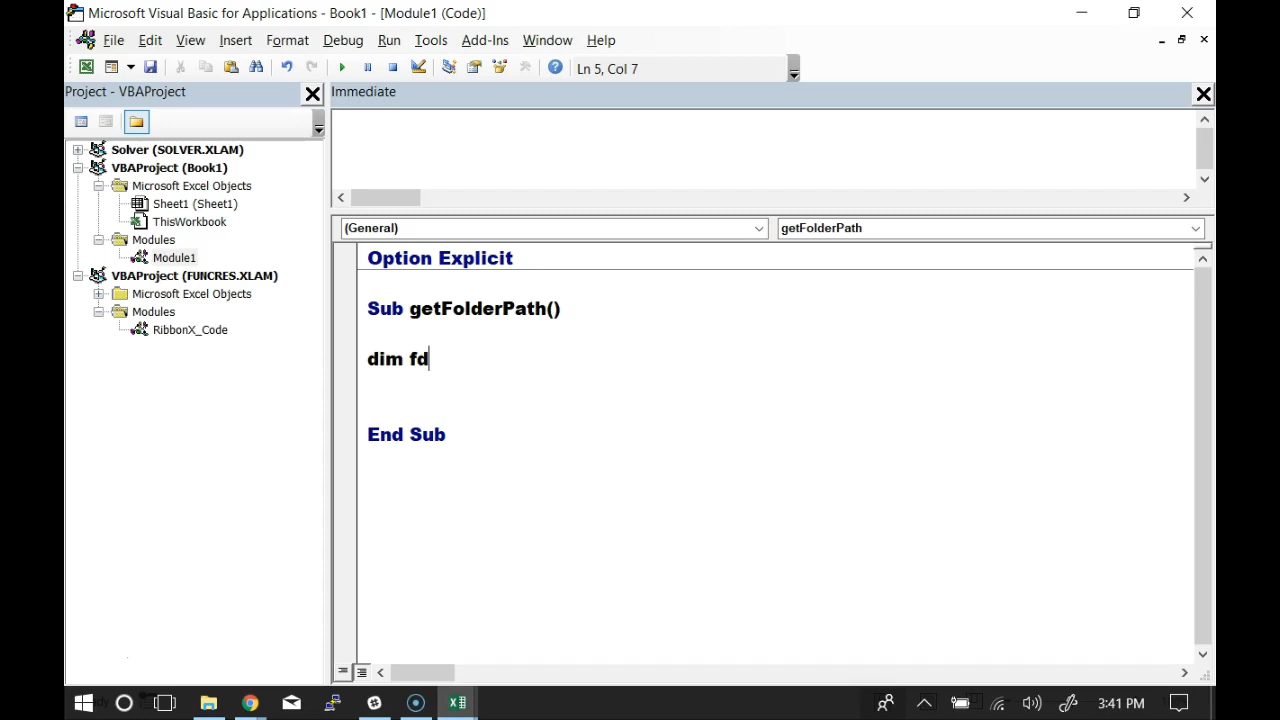 Microsoft Visual Basic for Applications - Book1 - [Module1 (Code)]
File Edit View Insert Format Debug Run Tools Add-Ins Window Help
Ln 5, Col 7
Project - VBAProject
Immediate
Solver (SOLVER.XLAM)
VBAProject (Book1)
Microsoft Excel Objects
Sheet1 (Sheet1)
ThisWorkbook
Modules
Module1
VBAProject (FUNCRES.XLAM)
Microsoft Excel Objects
Modules
RibbonX_Code
(General)
getFolderPath
Option Explicit
Sub getFolderPath()
dim fd
End Sub
3:41 PM